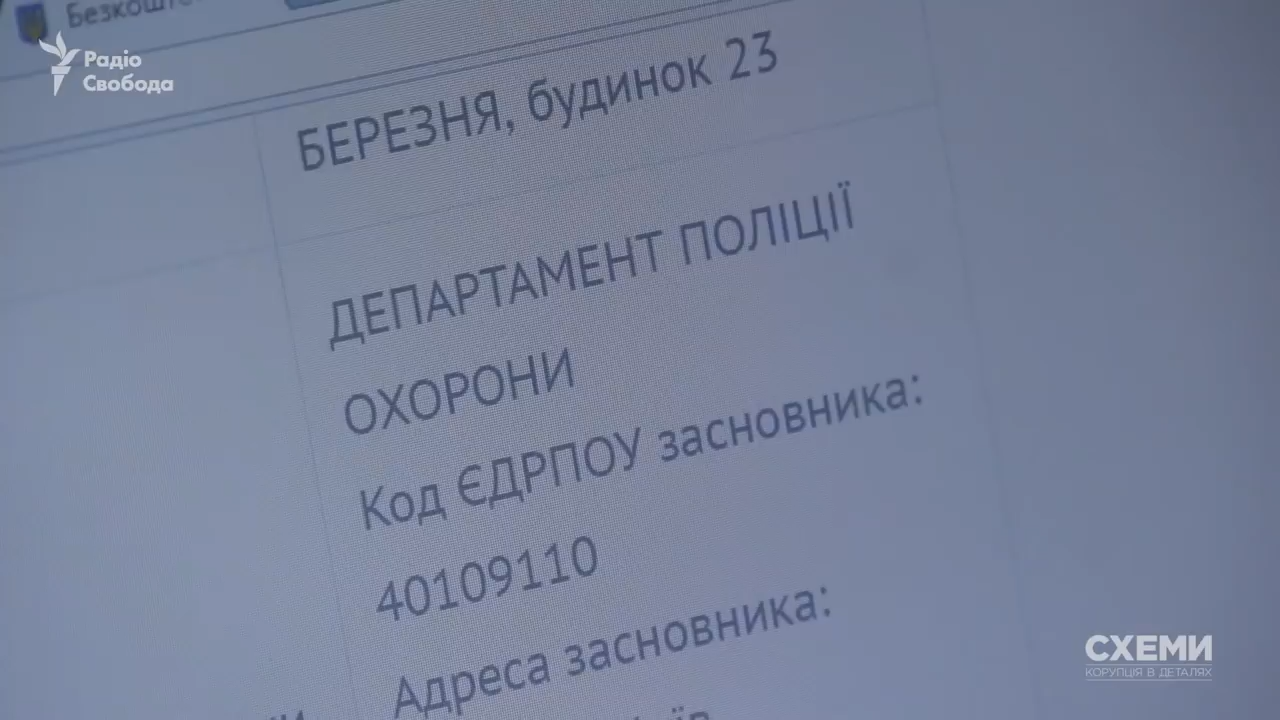 Радіо
Свобода
БЕРЕЗНЯ, будинок 23
ДЕПАРТАМЕНТ ПОЛІЦІЇ
ОХОРОНИ
Код ЄДРПОУ засновника:
40109110
Адреса засновника:
СХЕМИ
КОРУПЦІЯ В ДЕТАЛЯХ